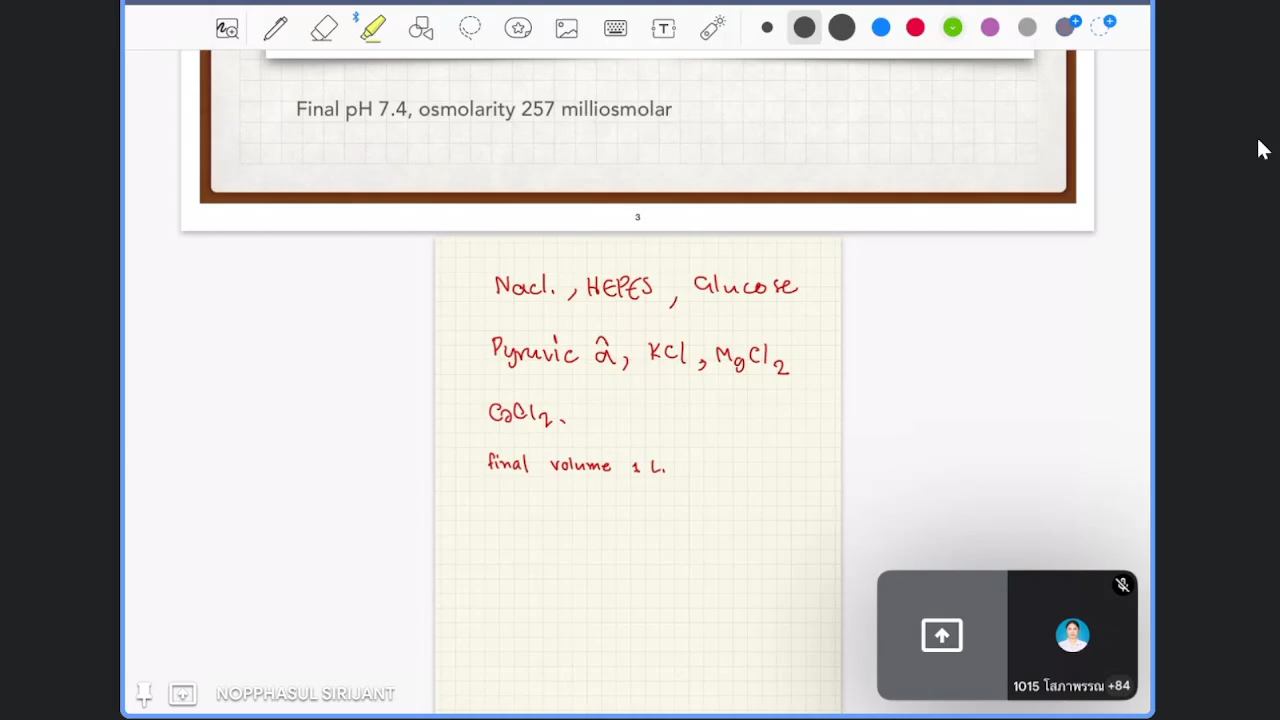 Final pH 7.4, osmolarity 257 milliosmolar
3
Nacl. , HEPES , Glucose
Pyruvic â, KCl , MgCl2
CaCl2.
final volume 1 L.
1015 โสภาพรรณ +84
NOPPHASUL SIRIJANT